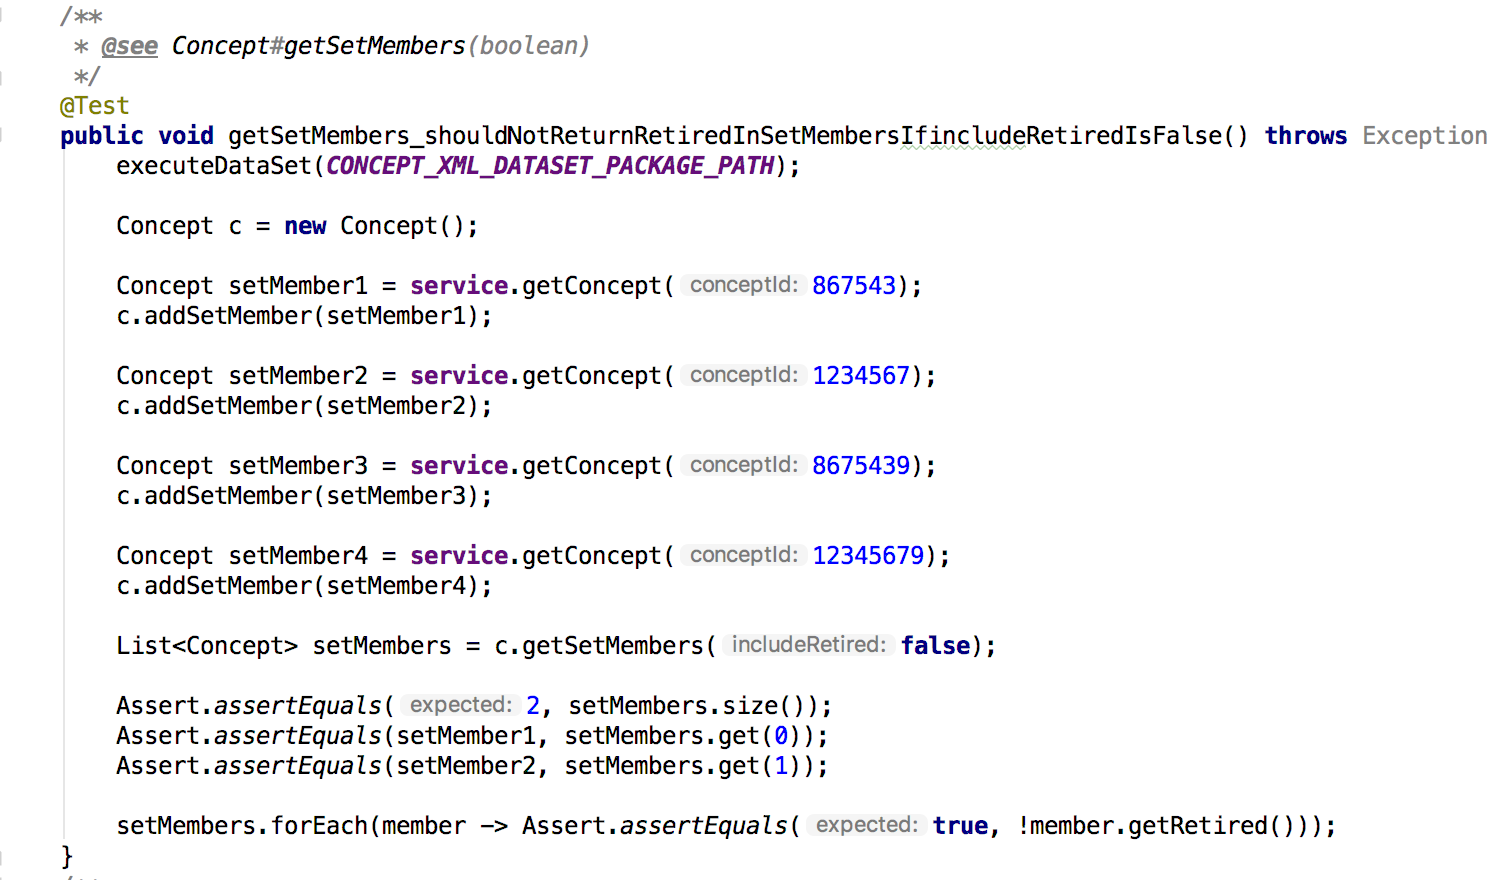 /**
 * @see Concept#getSetMembers(boolean)
 */
@Test
public void getSetMembers_shouldNotReturnRetiredInSetMembersIfincludeRetiredIsFalse() throws Exception
    executeDataSet(CONCEPT_XML_DATASET_PACKAGE_PATH);

    Concept c = new Concept();

    Concept setMember1 = service.getConcept( conceptId: 867543);
    c.addSetMember(setMember1);

    Concept setMember2 = service.getConcept( conceptId: 1234567);
    c.addSetMember(setMember2);

    Concept setMember3 = service.getConcept( conceptId: 8675439);
    c.addSetMember(setMember3);

    Concept setMember4 = service.getConcept( conceptId: 12345679);
    c.addSetMember(setMember4);

    List<Concept> setMembers = c.getSetMembers( includeRetired: false);

    Assert.assertEquals( expected: 2, setMembers.size());
    Assert.assertEquals(setMember1, setMembers.get(0));
    Assert.assertEquals(setMember2, setMembers.get(1));

    setMembers.forEach(member -> Assert.assertEquals( expected: true, !member.getRetired()));
}